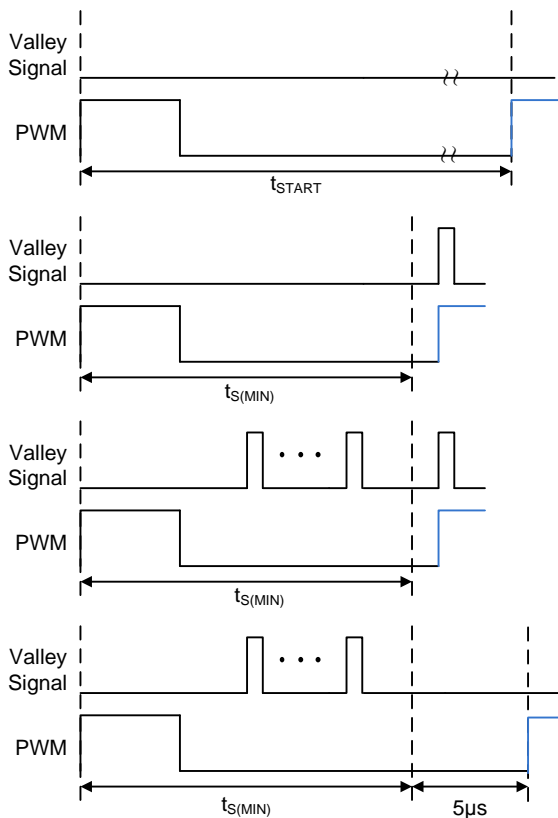 Valley
Signal
PWM
tSTART
Valley
Signal
PWM
tS(MIN)
Valley
Signal
PWM
tS(MIN)
Valley
Signal
PWM
tS(MIN)
5µs